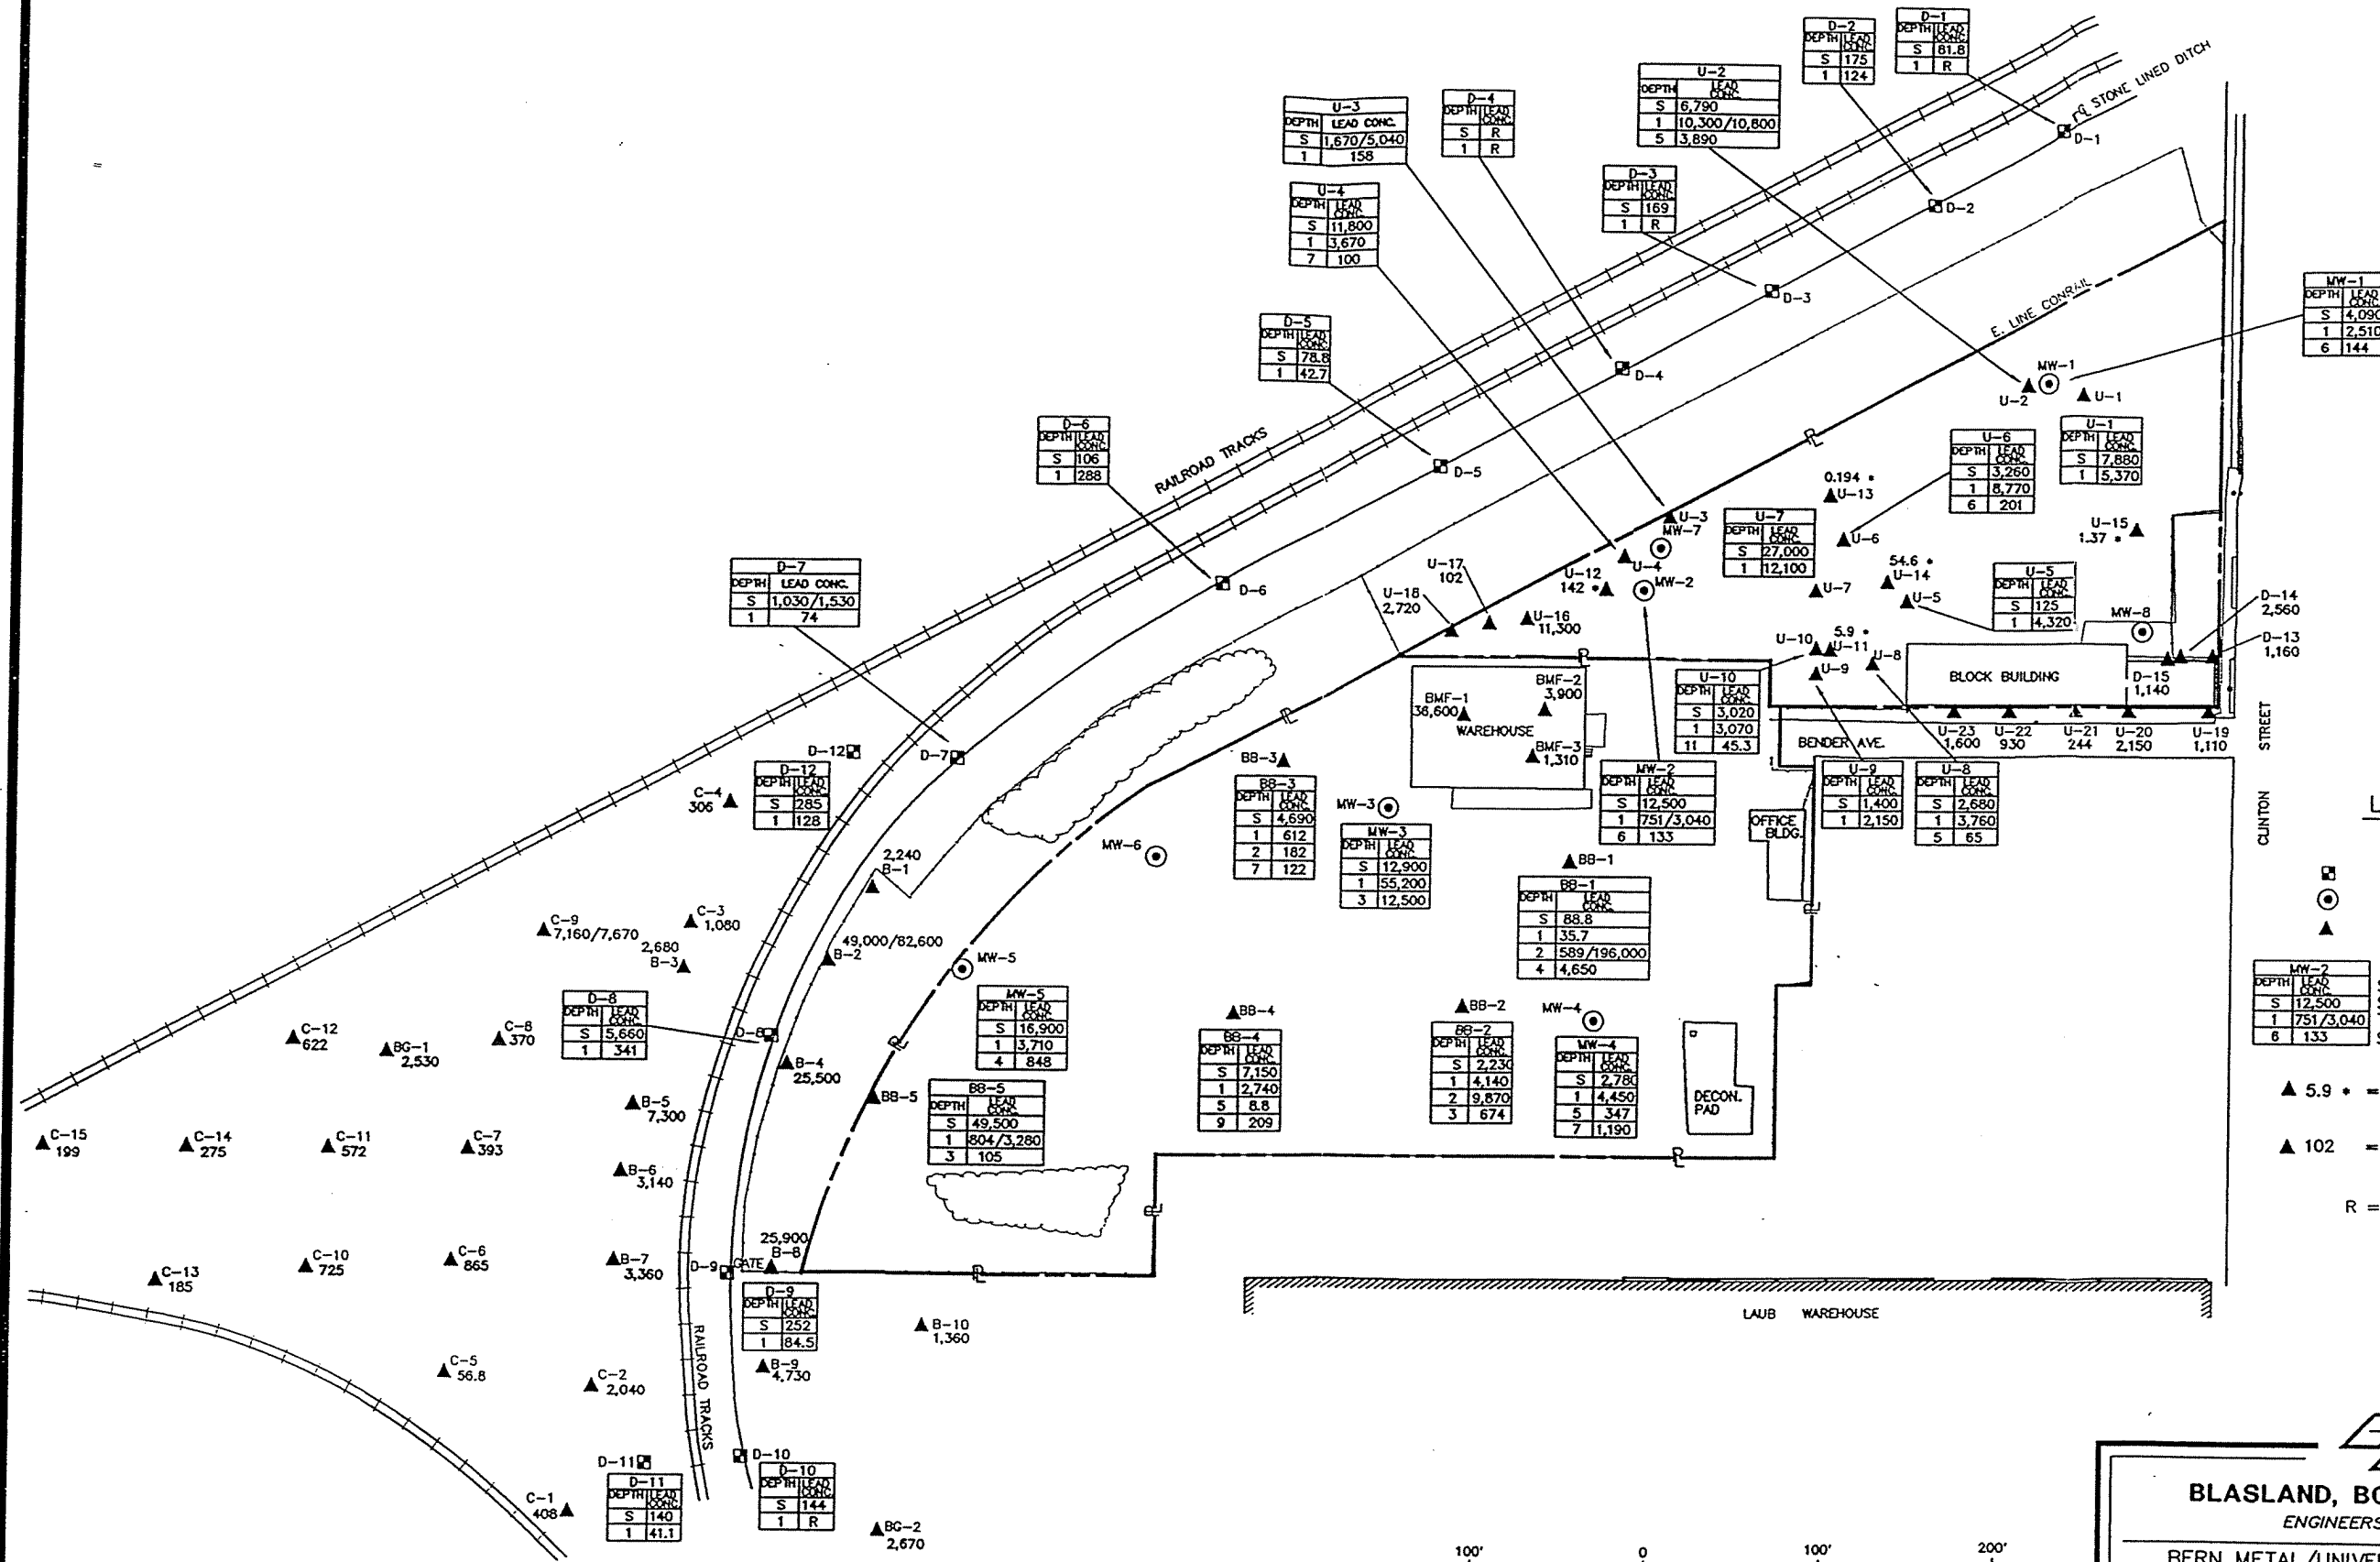 D-1
DEPTH LEAD CONC.
S 81.8
1 R
D-2
DEPTH LEAD CONC.
S 175
1 124
U-2
DEPTH LEAD CONC.
S 6,790
1 10,300/10,800
5 3,890
U-3
DEPTH LEAD CONC.
S 1,670/5,040
1 158
D-4
DEPTH LEAD CONC.
S R
1 R
U-4
DEPTH LEAD CONC.
S 11,800
1 3,670
7 100
D-3
DEPTH LEAD CONC.
S 169
1 R
STONE LINED DITCH
D-1
D-2
D-3
D-4
D-5
D-6
D-7
E. LINE CONRAIL
MW-1
DEPTH LEAD CONC.
S 4,090
1 2,510
6 144
D-5
DEPTH LEAD CONC.
S 78.8
1 42.7
D-6
DEPTH LEAD CONC.
S 106
1 288
RAILROAD TRACKS
D-7
DEPTH LEAD CONC.
S 1,030/1,530
1 74
MW-1
U-2
U-1
U-1
DEPTH LEAD CONC.
S 7,880
1 5,370
U-6
DEPTH LEAD CONC.
S 3,260
1 8,770
6 201
0.194 *
U-13
U-6
U-7
DEPTH LEAD CONC.
S 27,000
1 12,100
U-7
U-15
1.37 *
54.6 *
U-14
U-5
U-5
DEPTH LEAD CONC.
S 125
1 4,320
MW-8
D-14
2,560
D-13
1,160
D-15
1,140
BLOCK BUILDING
U-3
MW-7
U-4
MW-2
U-12
142 *
U-17
102
U-18
2,720
U-16
11,300
U-10
5.9 *
U-11
U-8
U-9
U-10
DEPTH LEAD CONC.
S 3,020
1 3,070
11 45.3
BENDER AVE.
U-23
1,600
U-22
930
U-21
244
U-20
2,150
U-19
1,110
CLINTON STREET
BMF-1
36,600
BMF-2
3,900
WAREHOUSE
BMF-3
1,310
MW-2
DEPTH LEAD CONC.
S 12,500
1 751/3,040
6 133
U-9
DEPTH LEAD CONC.
S 1,400
1 2,150
U-8
DEPTH LEAD CONC.
S 2,680
1 3,760
5 65
OFFICE
BLDG.
D-12
D-12
DEPTH LEAD CONC.
S 285
1 128
C-4
306
BB-3
BB-3
DEPTH LEAD CONC.
S 4,690
1 612
2 182
7 122
MW-3
MW-3
DEPTH LEAD CONC.
S 12,900
1 55,200
3 12,500
MW-6
2,240
B-1
BB-1
BB-1
DEPTH LEAD CONC.
S 88.8
1 35.7
2 589/196,000
4 4,650
C-9
7,160/7,670
C-3
1,080
2,680
B-3
49,000/82,600
B-2
MW-5
MW-5
DEPTH LEAD CONC.
S 16,900
1 3,710
4 848
D-8
DEPTH LEAD CONC.
S 5,660
1 341
D-8
C-12
622
BG-1
2,530
C-8
370
B-4
25,500
BB-4
BB-4
DEPTH LEAD CONC.
S 7,150
1 2,740
5 8.8
9 209
BB-2
BB-2
DEPTH LEAD CONC.
S 2,230
1 4,140
2 9,870
3 674
MW-4
MW-4
DEPTH LEAD CONC.
S 2,780
1 4,450
5 347
7 1,190
DECON.
PAD
MW-2
DEPTH LEAD CONC.
S 12,500
1 751/3,040
6 133
5.9 * =
102 =
R =
BB-5
BB-5
DEPTH LEAD CONC.
S 49,500
1 804/3,280
3 105
B-5
7,300
C-15
199
C-14
275
C-11
572
C-7
393
B-6
3,140
C-13
185
C-10
725
C-6
865
B-7
3,360
D-9
GATE
25,900
B-8
D-9
DEPTH LEAD CONC.
S 252
1 84.5
B-10
1,360
B-9
4,730
LAUB WAREHOUSE
RAILROAD TRACKS
C-5
56.8
C-2
2,040
D-11
D-11
DEPTH LEAD CONC.
S 140
1 41.1
D-10
D-10
DEPTH LEAD CONC.
S 144
1 R
C-1
408
BG-2
2,670
100' 0 100' 200'
BLASLAND,
ENGINEERS
BERN METAL